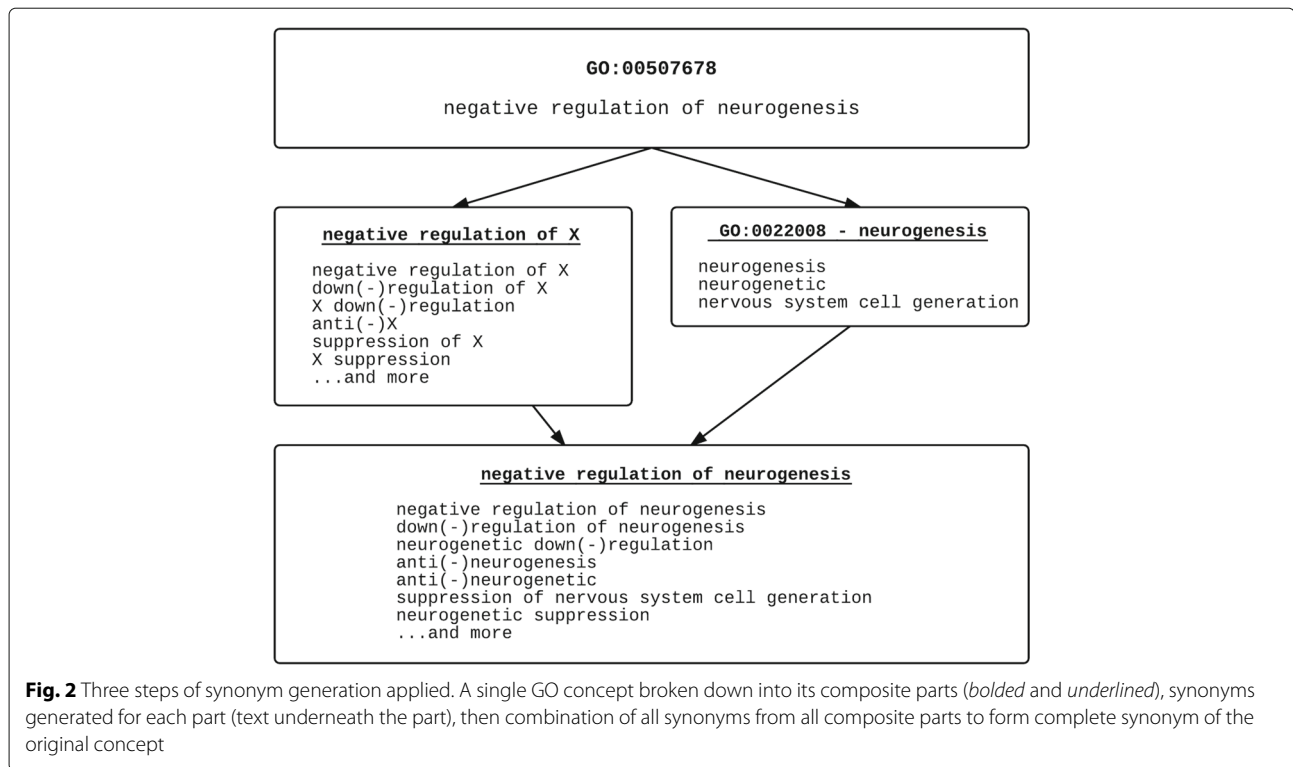 GO:00507678
negative regulation of neurogenesis
negative regulation of X
negative regulation of X
down(-)regulation of X
X down(-)regulation
anti(-)X
suppression of X
X suppression
...and more
GO:0022008 - neurogenesis
neurogenesis
neurogenetic
nervous system cell generation
negative regulation of neurogenesis
negative regulation of neurogenesis
down(-)regulation of neurogenesis
neurogenetic down(-)regulation
anti(-)neurogenesis
anti(-)neurogenetic
suppression of nervous system cell generation
neurogenetic suppression
...and more
Fig. 2 Three steps of synonym generation applied. A single GO concept broken down into its composite parts (bolded and underlined), synonyms
generated for each part (text underneath the part), then combination of all synonyms from all composite parts to form complete synonym of the
original concept